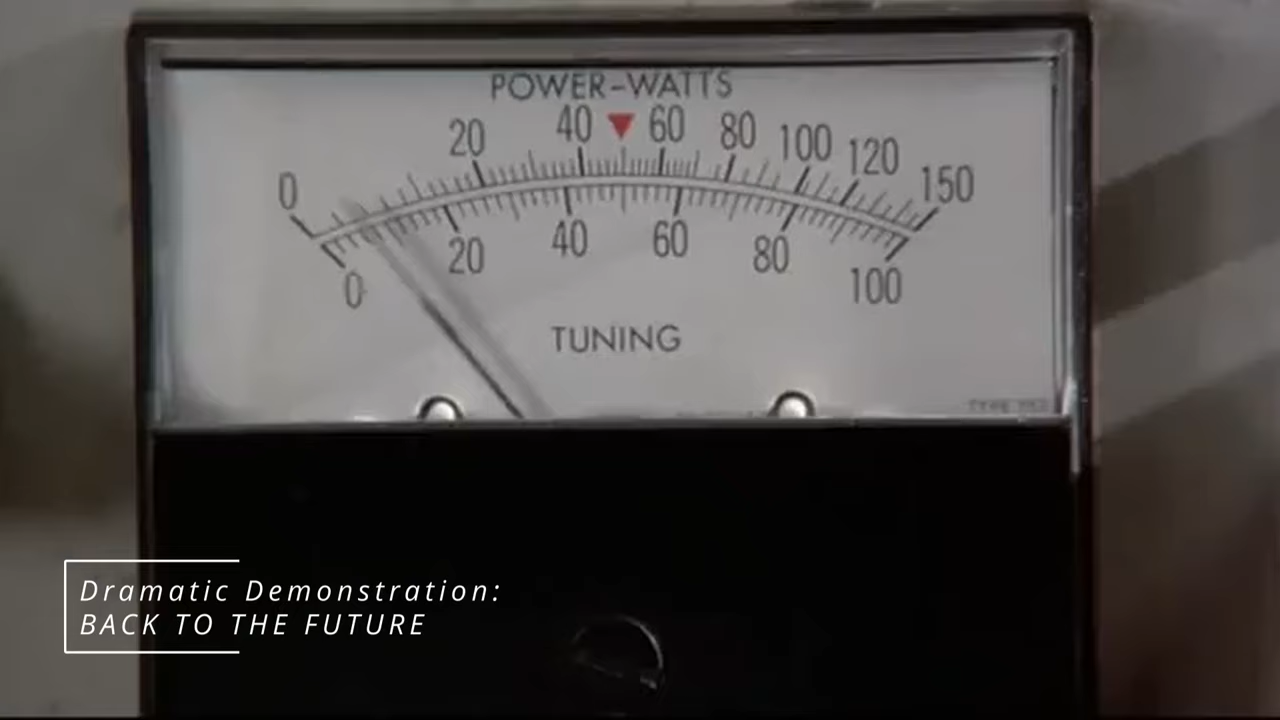 POWER-WATTS
0 20 40 60 80 100 120 150
0 20 40 60 80 100
TUNING
Dramatic Demonstration:
BACK TO THE FUTURE